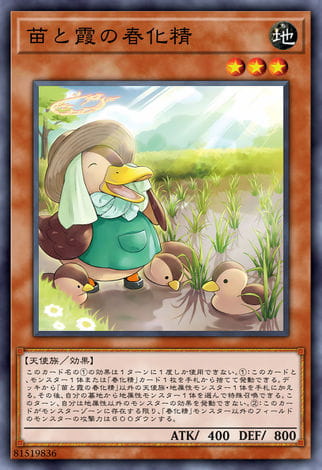 苗と霞の春化精
地
【天使族／効果】
このカード名の①の効果は１ターンに１度しか使用できない。①：このカードと、
モンスター１体または「春化精」カード１枚を手札から捨てて発動できる。デ
ッキから「苗と霞の春化精」以外の天使族・地属性モンスター１体を手札に加え
る。その後、自分の墓地から地属性モンスター１体を選んで特殊召喚できる。こ
のターン、自分は地属性以外のモンスターの効果を発動できない。②：このカー
ドがモンスターゾーンに存在する限り、「春化精」モンスター以外のフィールド
のモンスターの攻撃力は６００ダウンする。
ATK/ 400 DEF/ 800
81519836